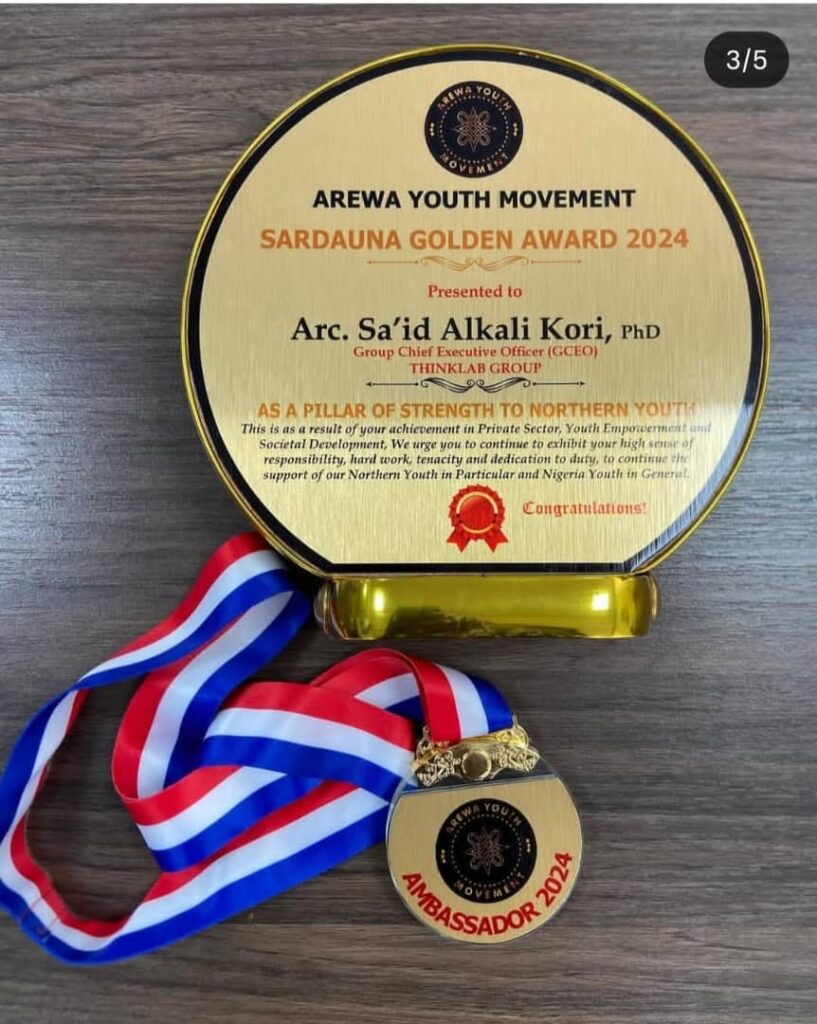 3/5
AREWA YOUTH
MOVEMENT
AREWA YOUTH MOVEMENT
SARDAUNA GOLDEN AWARD 2024
Presented to
Arc. Sa'id Alkali Kori, PhD
Group Chief Executive Officer (GCEO)
THINKLAB GROUP
AS A PILLAR OF STRENGTH TO NORTHERN YOUTH
This is as a result of your achievement in Private Sector, Youth Empowerment and
Societal Development, We urge you to continue to exhibit your high sense of
responsibility, hard work, tenacity and dedication to duty, to continue the
support of our Northern Youth in Particular and Nigeria Youth in General.
Congratulations!
AREWA YOUTH
MOVEMENT
AMBASSADOR 2024